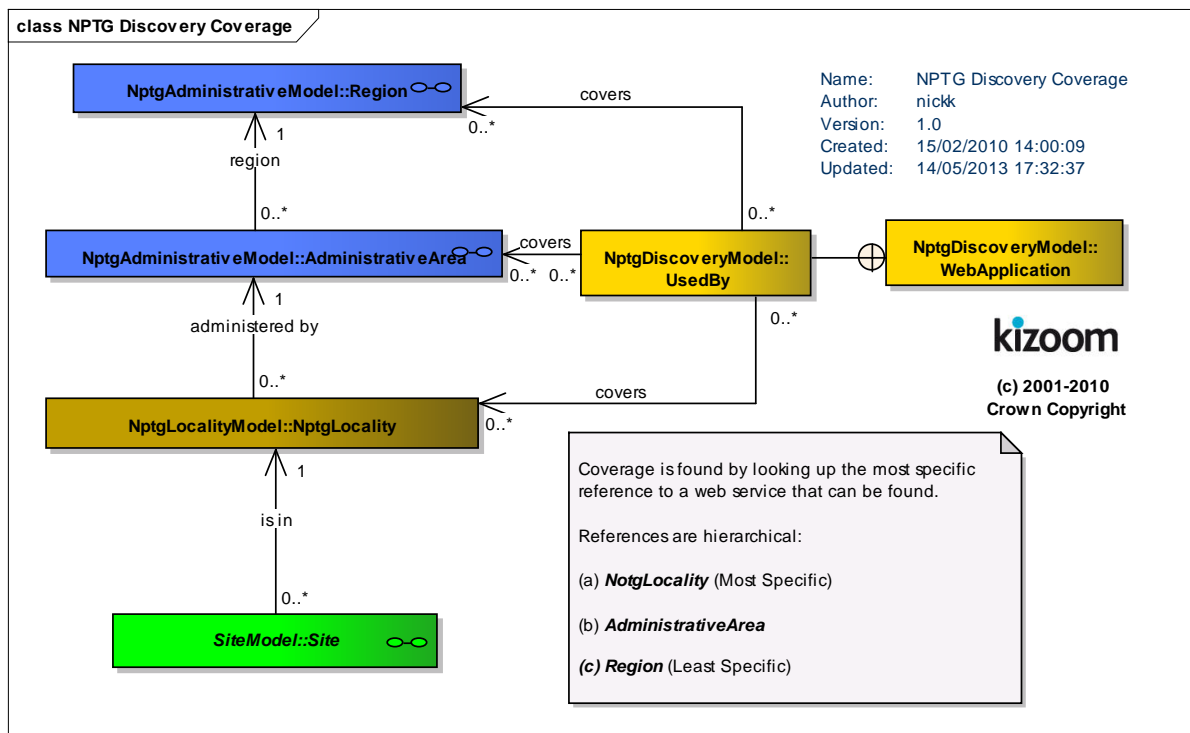 class NPTG Discovery Coverage
NptgAdministrativeModel::Region
covers
0..*
1
region
0..*
0..*
Name: NPTG Discovery Coverage
Author: nickk
Version: 1.0
Created: 15/02/2010 14:00:09
Updated: 14/05/2013 17:32:37
NptgAdministrativeModel::AdministrativeArea
covers
0..*
0..*
NptgDiscoveryModel::
UsedBy
NptgDiscoveryModel::
WebApplication
1
administered by
0..*
0..*
covers
0..*
kizoom
(c) 2001-2010
Crown Copyright
NptgLocalityModel::NptgLocality
1
is in
0..*
SiteModel::Site
Coverage is found by looking up the most specific
reference to a web service that can be found.
References are hierarchical:
(a) NotgLocality (Most Specific)
(b) AdministrativeArea
(c) Region (Least Specific)